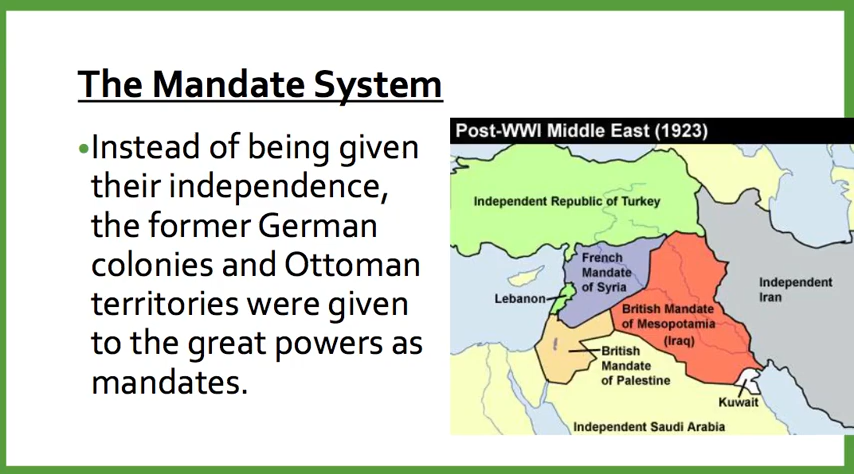 The Mandate System
•Instead of being given
their independence,
the former German
colonies and Ottoman
territories were given
to the great powers as
mandates.
Post-WWI Middle East (1923)
Independent Republic of Turkey
French
Mandate
of Syria
Lebanon
Independent
Iran
British Mandate
of Mesopotamia
(Iraq)
British
Mandate
of Palestine
Kuwait
Independent Saudi Arabia